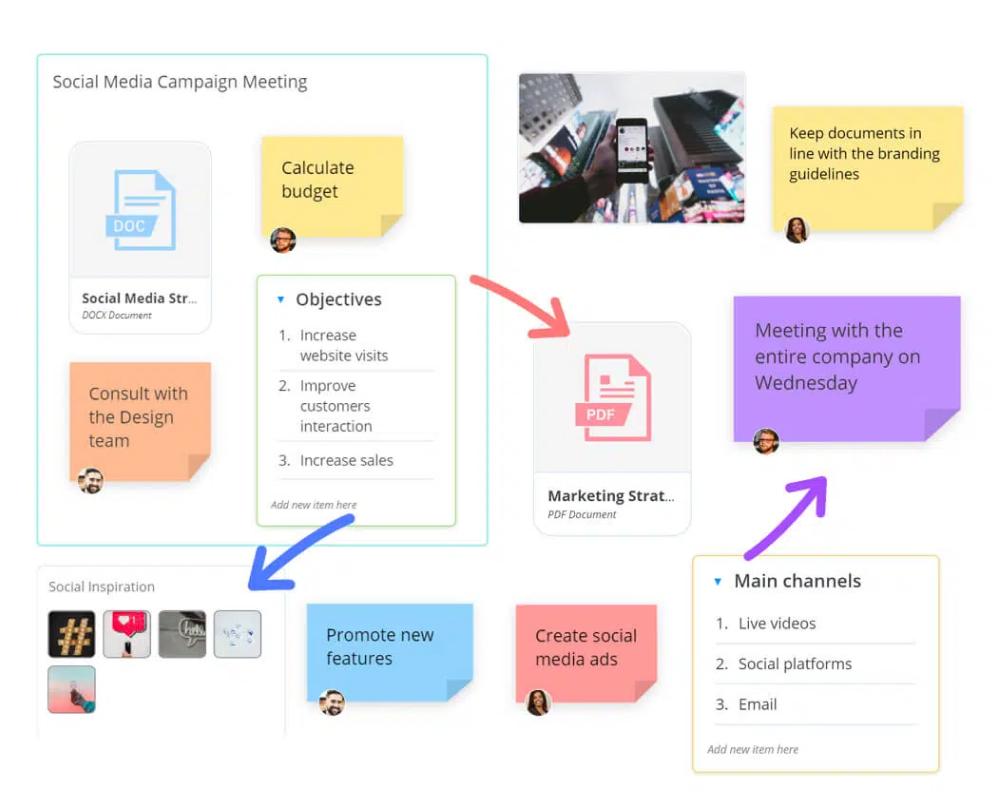 Social Media Campaign Meeting
DOC
Social Media Str...
DOCX Document
Calculate
budget
Consult with
the Design
team
Objectives
1. Increase
website visits
2. Improve
customers
interaction
3. Increase sales
Add new item here
Keep documents in
line with the branding
guidelines
PDF
Marketing Strat...
PDF Document
Meeting with the
entire company on
Wednesday
Social Inspiration
#
1
hello
Promote new
features
Create social
media ads
Main channels
1. Live videos
2. Social platforms
3. Email
Add new item here